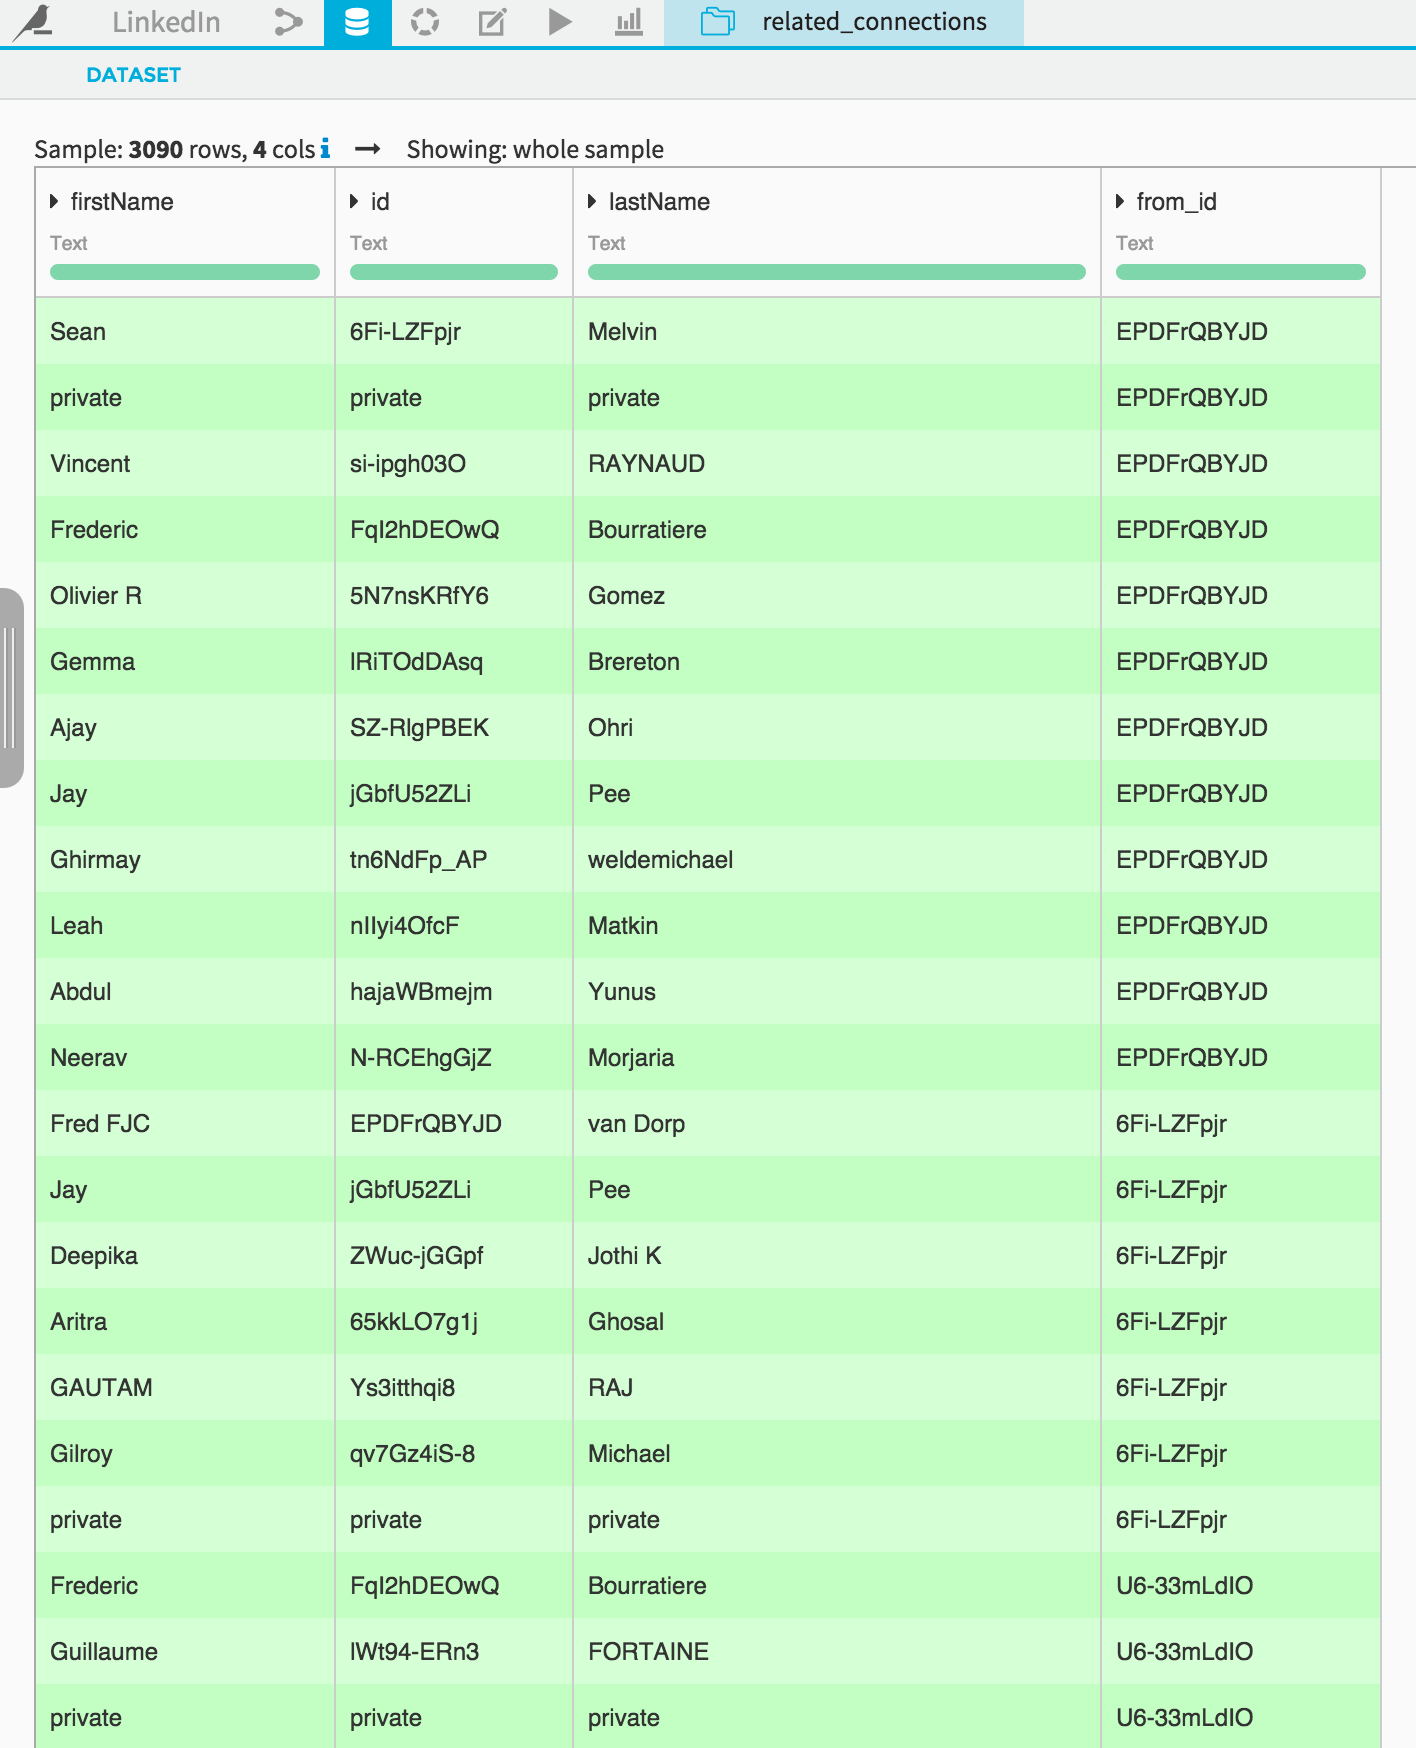 LinkedIn related_connections
DATASET
Sample: 3090 rows, 4 cols i → Showing: whole sample
firstName id lastName from_id
Text Text Text Text
Sean 6Fi-LZFpjr Melvin EPDFrQBYJD
private private private EPDFrQBYJD
Vincent si-ipgh03O RAYNAUD EPDFrQBYJD
Frederic FqI2hDEOwQ Bourratiere EPDFrQBYJD
Olivier R 5N7nsKRfY6 Gomez EPDFrQBYJD
Gemma lRiTOdDAsq Brereton EPDFrQBYJD
Ajay SZ-RlgPBEK Ohri EPDFrQBYJD
Jay jGbfU52ZLi Pee EPDFrQBYJD
Ghirmay tn6NdFp_AP weldemichael EPDFrQBYJD
Leah nIlyi4OfcF Matkin EPDFrQBYJD
Abdul hajaWBmejm Yunus EPDFrQBYJD
Neerav N-RCEhgGjZ Morjaria EPDFrQBYJD
Fred FJC EPDFrQBYJD van Dorp 6Fi-LZFpjr
Jay jGbfU52ZLi Pee 6Fi-LZFpjr
Deepika ZWuc-jGGpf Jothi K 6Fi-LZFpjr
Aritra 65kkLO7g1j Ghosal 6Fi-LZFpjr
GAUTAM Ys3itthqi8 RAJ 6Fi-LZFpjr
Gilroy qv7Gz4iS-8 Michael 6Fi-LZFpjr
private private private 6Fi-LZFpjr
Frederic FqI2hDEOwQ Bourratiere U6-33mLdIO
Guillaume lWt94-ERn3 FORTAINE U6-33mLdIO
private private private U6-33mLdIO